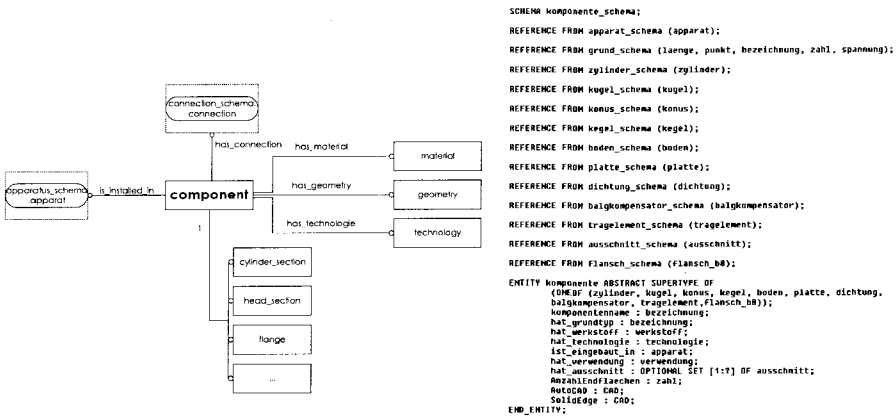 connection_schema.
connection
has_connection
has_material
material
apparatus_schema.
apparat
is_installed_in
component
has_geometry
geometry
has_technologie
technology
1
cylinder_section
head_section
flange
...
SCHEMA komponente_schema;
REFERENCE FROM apparat_schema (apparat);
REFERENCE FROM grund_schema (laenge, punkt, bezeichnung, zahl, spannung);
REFERENCE FROM zylinder_schema (zylinder);
REFERENCE FROM kugel_schema (kugel);
REFERENCE FROM konus_schema (konus);
REFERENCE FROM kegel_schema (kegel);
REFERENCE FROM boden_schema (boden);
REFERENCE FROM platte_schema (platte);
REFERENCE FROM dichtung_schema (dichtung);
REFERENCE FROM balgkompensator_schema (balgkompensator);
REFERENCE FROM tragelement_schema (tragelement);
REFERENCE FROM ausschnitt_schema (ausschnitt);
REFERENCE FROM flansch_schema (flansch_b8);
ENTITY komponente ABSTRACT SUPERTYPE OF
(ONEOF (zylinder, kugel, konus, kegel, boden, platte, dichtung,
balgkompensator, tragelement,flansch_b8));
komponentenname : bezeichnung;
hat_grundtyp : bezeichnung;
hat_werkstoff : werkstoff;
hat_technologie : technologie;
ist_eingebaut_in : apparat;
hat_verwendung : verwendung;
hat_ausschnitt : OPTIONAL SET [1:?] OF ausschnitt;
AnzahlEndflaechen : zahl;
AutoCAD : CAD;
SolidEdge : CAD;
END_ENTITY;